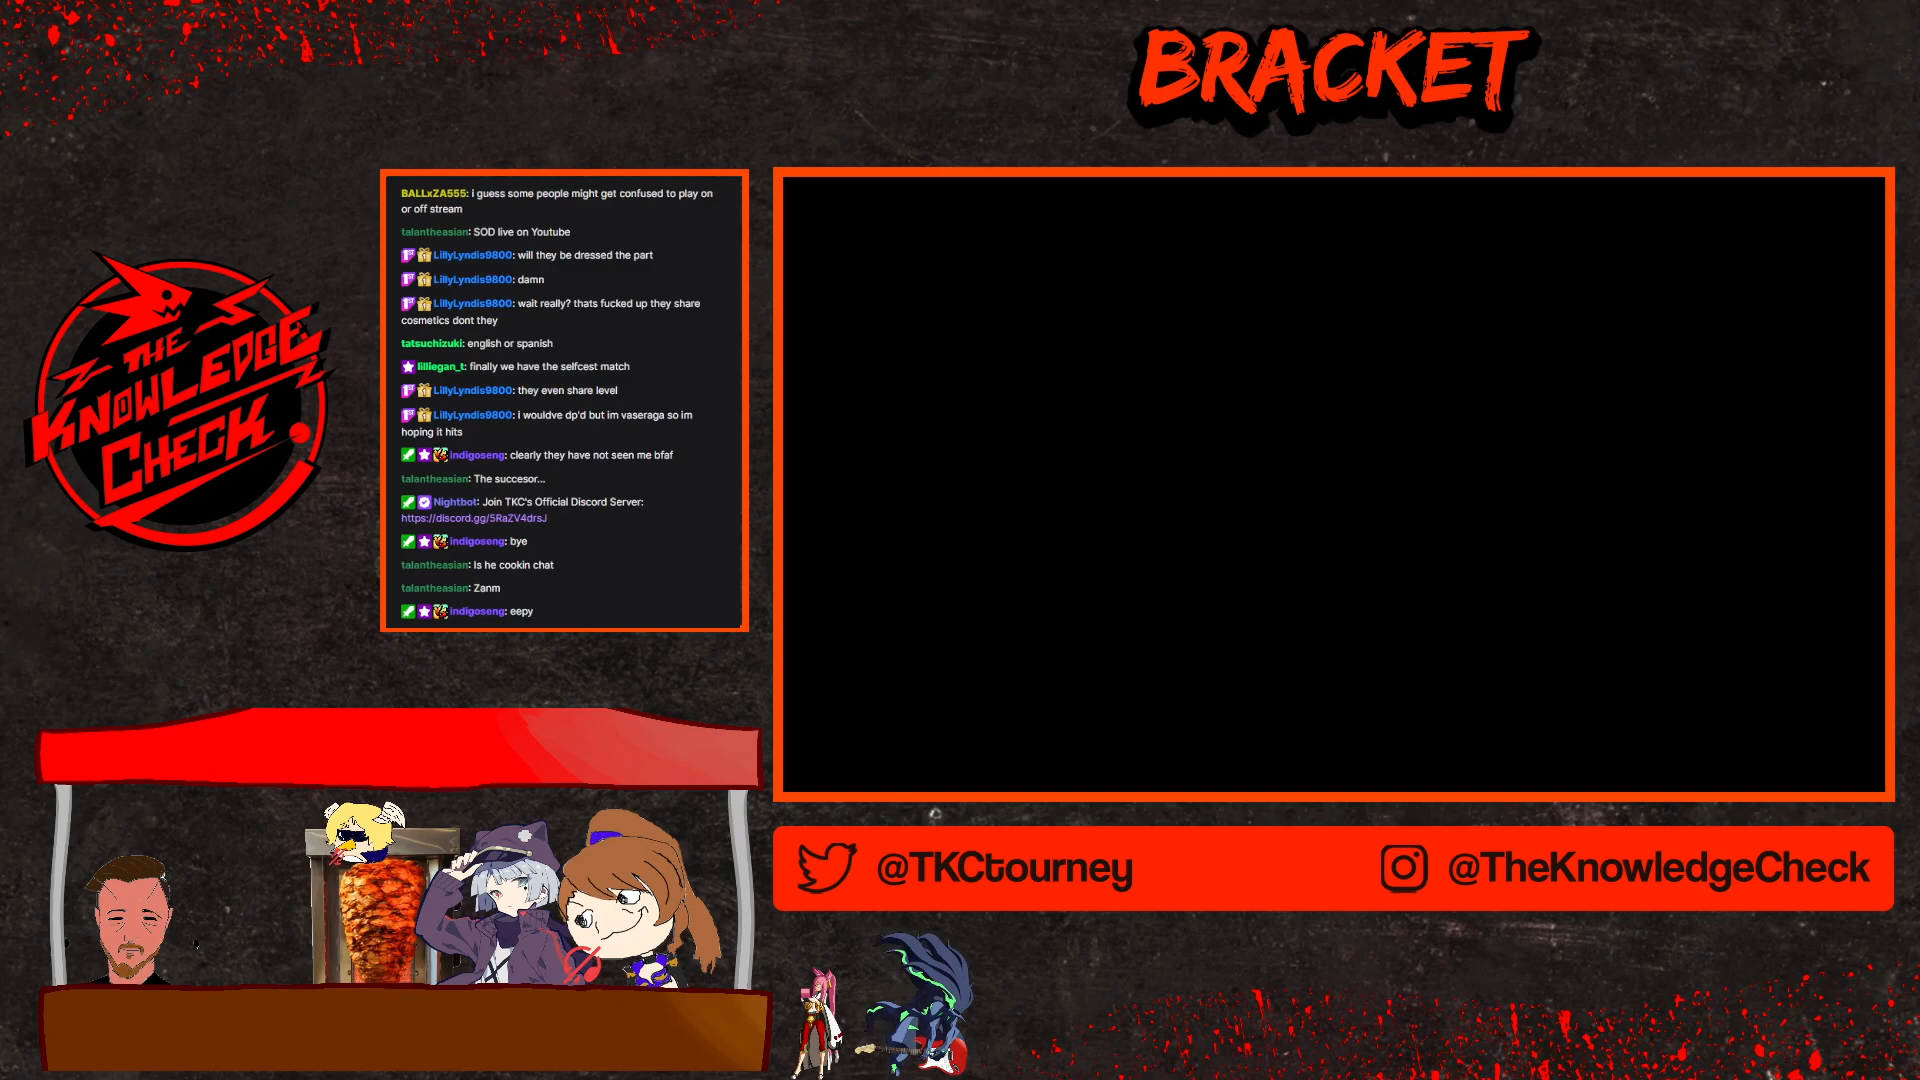 BRACKET
THE
KNOWLEDGE
CHECK
BALLxZA555: i guess some people might get confused to play on
or off stream
talantheasian: SOD live on Youtube
LillyLyndis9800: will they be dressed the part
LillyLyndis9800: damn
LillyLyndis9800: wait really? thats fucked up they share
cosmetics dont they
tatsuchizuki: english or spanish
lilliegan_t: finally we have the selfcest match
LillyLyndis9800: they even share level
LillyLyndis9800: i wouldve dp'd but im vaseraga so im
hoping it hits
indigoseng: clearly they have not seen me bfaf
talantheasian: The succesor...
Nightbot: Join TKC's Official Discord Server:
https://discord.gg/5RaZV4drsJ
indigoseng: bye
talantheasian: Is he cookin chat
talantheasian: Zanm
indigoseng: eepy
@TKCtourney
@TheKnowledgeCheck